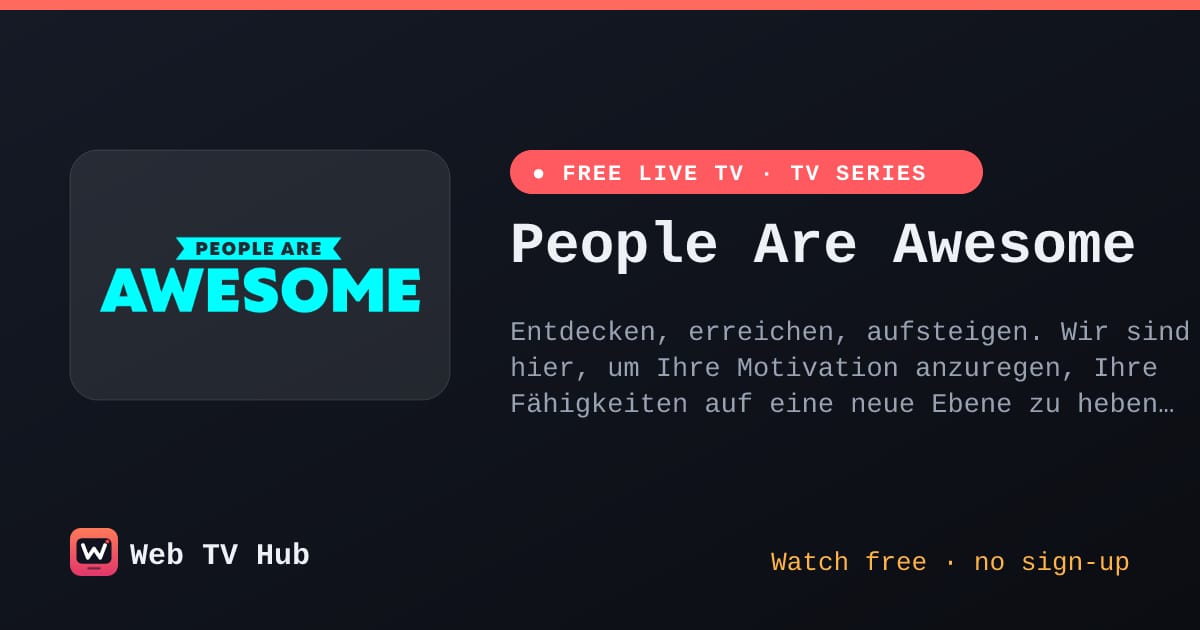 PEOPLE ARE
AWESOME
● FREE LIVE TV · TV SERIES
People Are Awesome
Entdecken, erreichen, aufsteigen. Wir sind
hier, um Ihre Motivation anzuregen, Ihre
Fähigkeiten auf eine neue Ebene zu heben…
W
Web TV Hub
Watch free · no sign-up